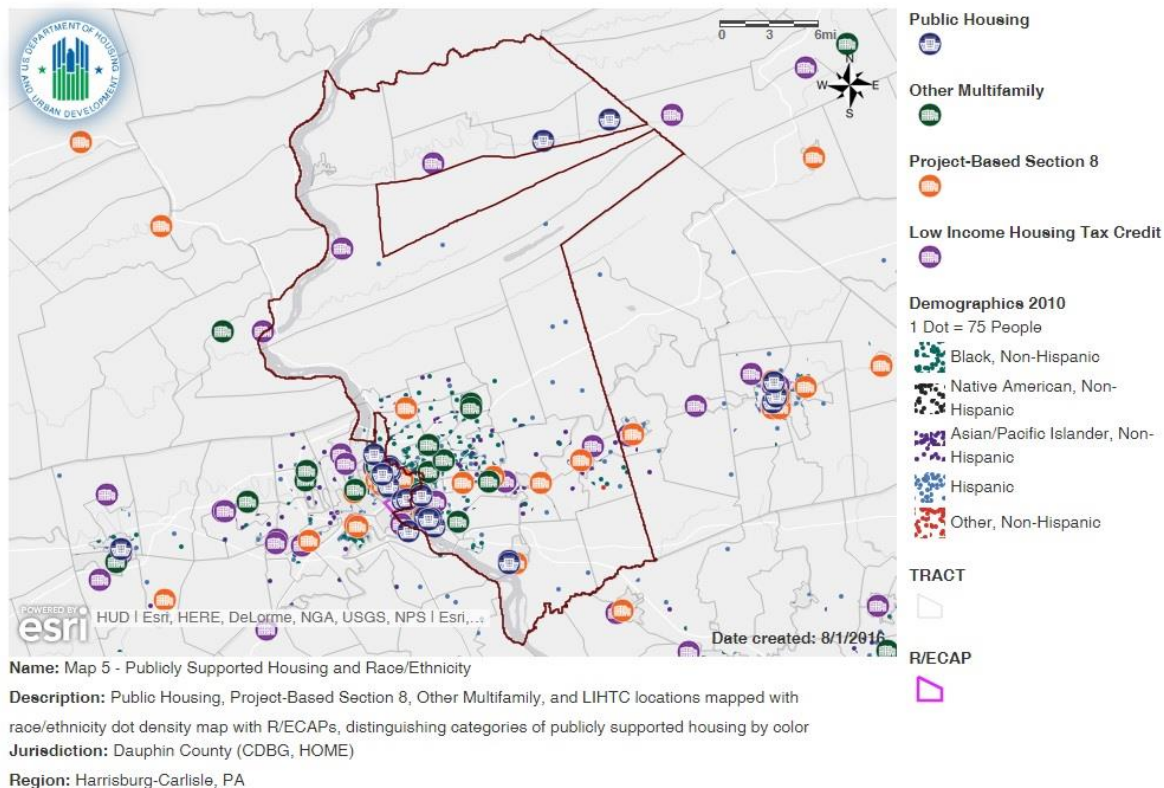 U.S. DEPARTMENT OF HOUSING
AND URBAN DEVELOPMENT
0 3 6mi
N
W E
S
POWERED BY
esri
HUD | Esri, HERE, DeLorme, NGA, USGS, NPS | Esri,...
Date created: 8/1/2016
Public Housing
Other Multifamily
Project-Based Section 8
Low Income Housing Tax Credit
Demographics 2010
1 Dot = 75 People
Black, Non-Hispanic
Native American, Non-
Hispanic
Asian/Pacific Islander, Non-
Hispanic
Hispanic
Other, Non-Hispanic
TRACT
R/ECAP
Name: Map 5 - Publicly Supported Housing and Race/Ethnicity
Description: Public Housing, Project-Based Section 8, Other Multifamily, and LIHTC locations mapped with
race/ethnicity dot density map with R/ECAPs, distinguishing categories of publicly supported housing by color
Jurisdiction: Dauphin County (CDBG, HOME)
Region: Harrisburg-Carlisle, PA